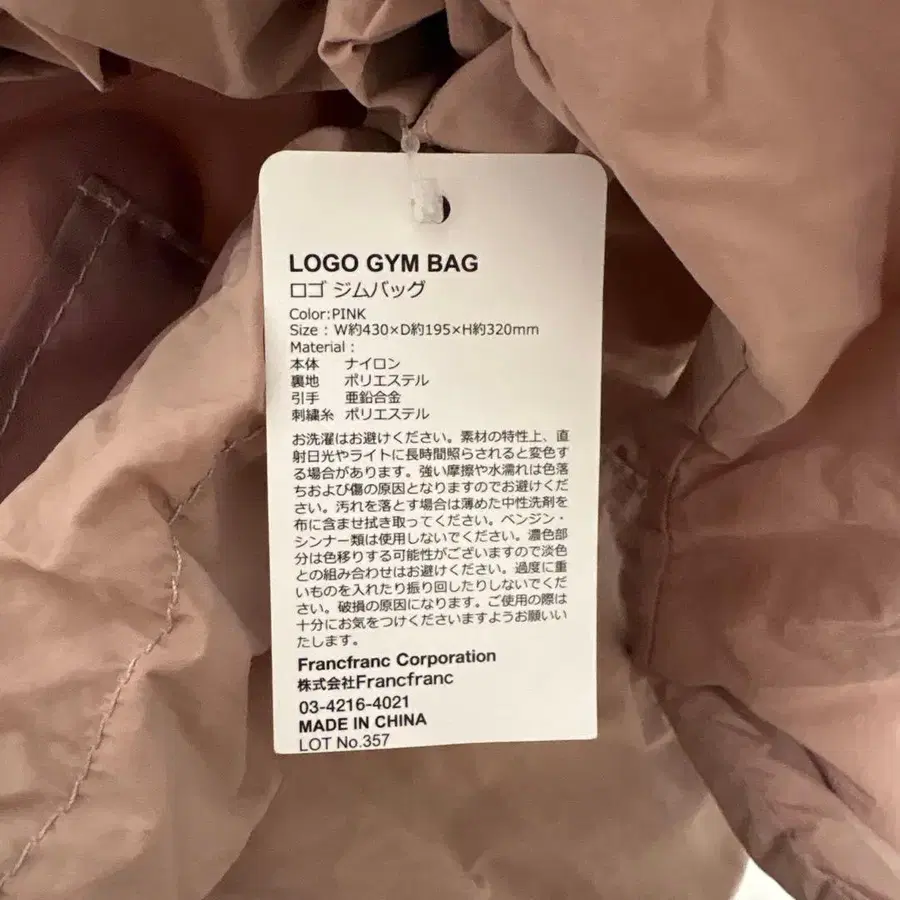 LOGO GYM BAG
ロゴ ジムバッグ
Color:PINK
Size : W約430×D約195×H約320mm
Material :
本体 ナイロン
裏地 ポリエステル
引手 亜鉛合金
刺繍糸 ポリエステル
お洗濯はお避けください。素材の特性上、直
射日光やライトに長時間照らされると変色す
る場合があります。強い摩擦や水濡れは色落
ちおよび傷の原因となりますのでお避けくだ
さい。汚れを落とす場合は薄めた中性洗剤を
布に含ませ拭き取ってください。ベンジン・
シンナー類は使用しないでください。濃色部
分は色移りする可能性がございますので淡色
との組み合わせはお避けください。過度に重
いものを入れたり振り回したりしないでくだ
さい。破損の原因になります。ご使用の際は
十分にお気をつけくださいますようお願いい
たします。
Francfranc Corporation
株式会社Francfranc
03-4216-4021
MADE IN CHINA
LOT No.357